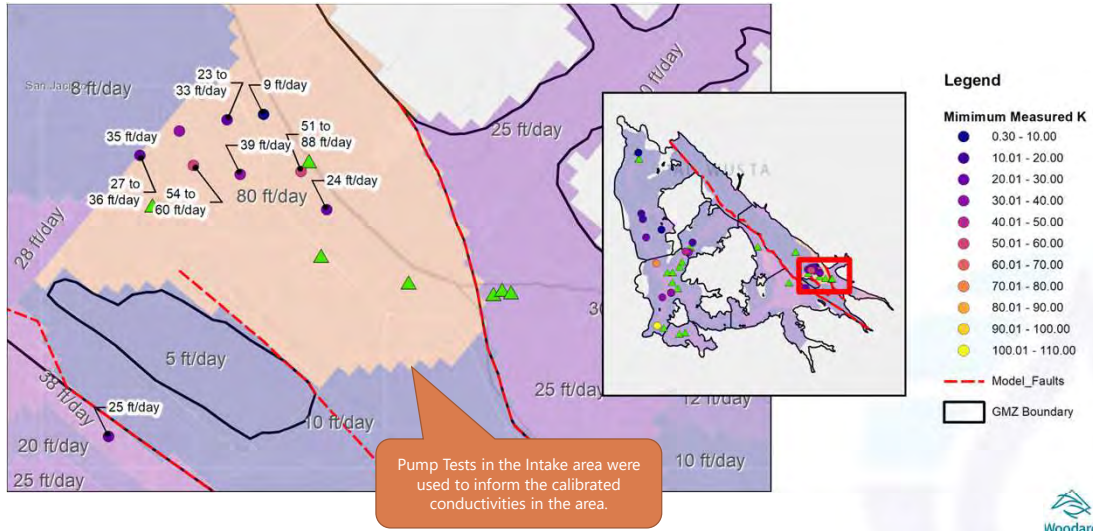 San Jac
8 ft/day
23 to
33 ft/day
9 ft/day
35 ft/day
51 to
88 ft/day
39 ft/day
24 ft/day
27 to
36 ft/day
54 to
60 ft/day
80 ft/day
28 ft/day
25 ft/day
0 ft/day
5 ft/day
38 ft/day
25 ft/day
20 ft/day
25 ft/day
10 ft/day
25 ft/day
12 ft/day
10 ft/day
30
Pump Tests in the Intake area were
used to inform the calibrated
conductivities in the area.
Legend
Mimimum Measured K
0.30 - 10.00
10.01 - 20.00
20.01 - 30.00
30.01 - 40.00
40.01 - 50.00
50.01 - 60.00
60.01 - 70.00
70.01 - 80.00
80.01 - 90.00
90.01 - 100.00
100.01 - 110.00
Model_Faults
GMZ Boundary
Woodard